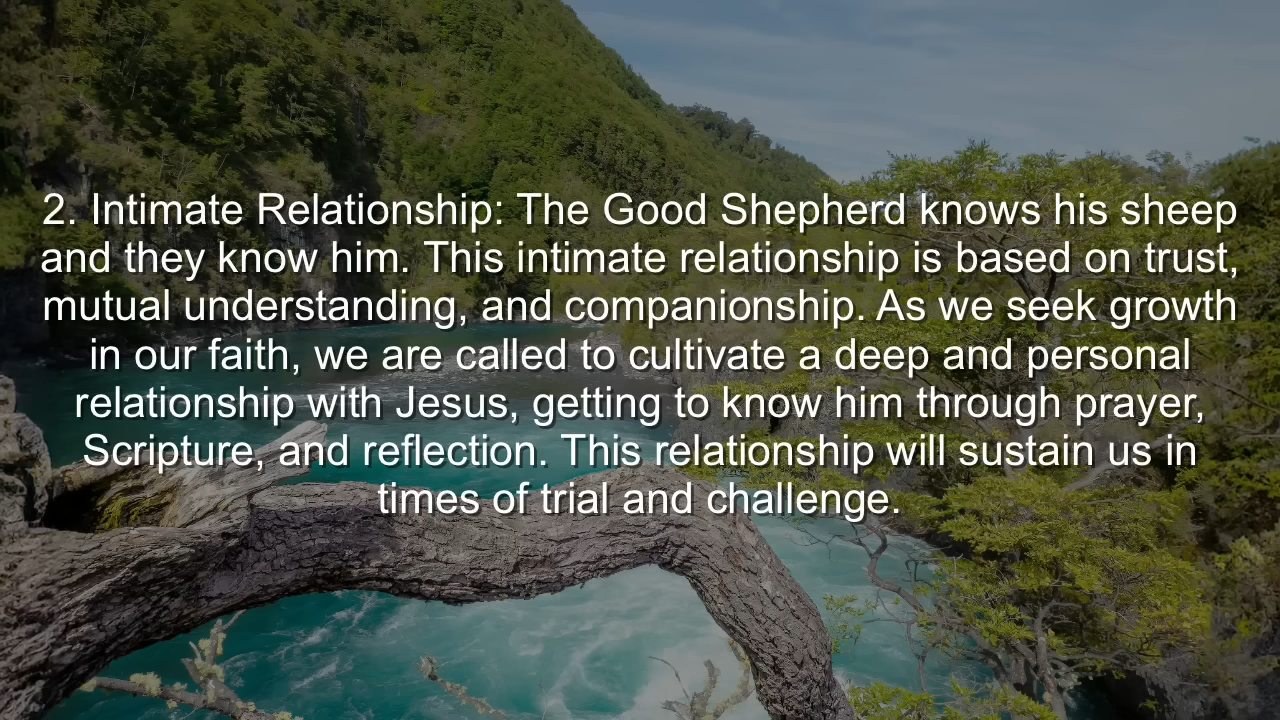 2. Intimate Relationship: The Good Shepherd knows his sheep
and they know him. This intimate relationship is based on trust,
mutual understanding, and companionship. As we seek growth
in our faith, we are called to cultivate a deep and personal
relationship with Jesus, getting to know him through prayer,
Scripture, and reflection. This relationship will sustain us in
times of trial and challenge.